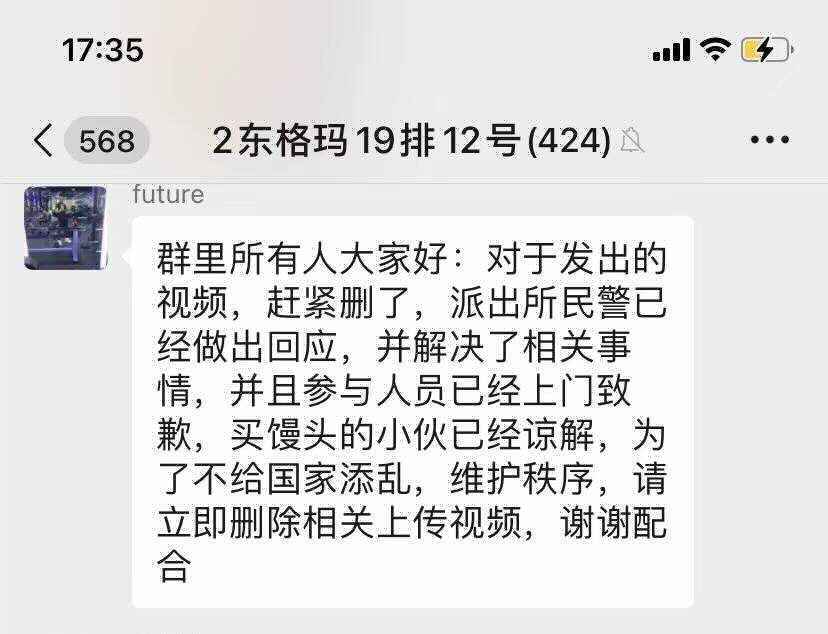 17:35
568
2东格玛19排12号(424)
future
群里所有人大家好：对于发出的
视频，赶紧删了，派出所民警已
经做出回应，并解决了相关事
情，并且参与人员已经上门致
歉，买馒头的小伙已经谅解，为
了不给国家添乱，维护秩序，请
立即删除相关上传视频，谢谢配
合